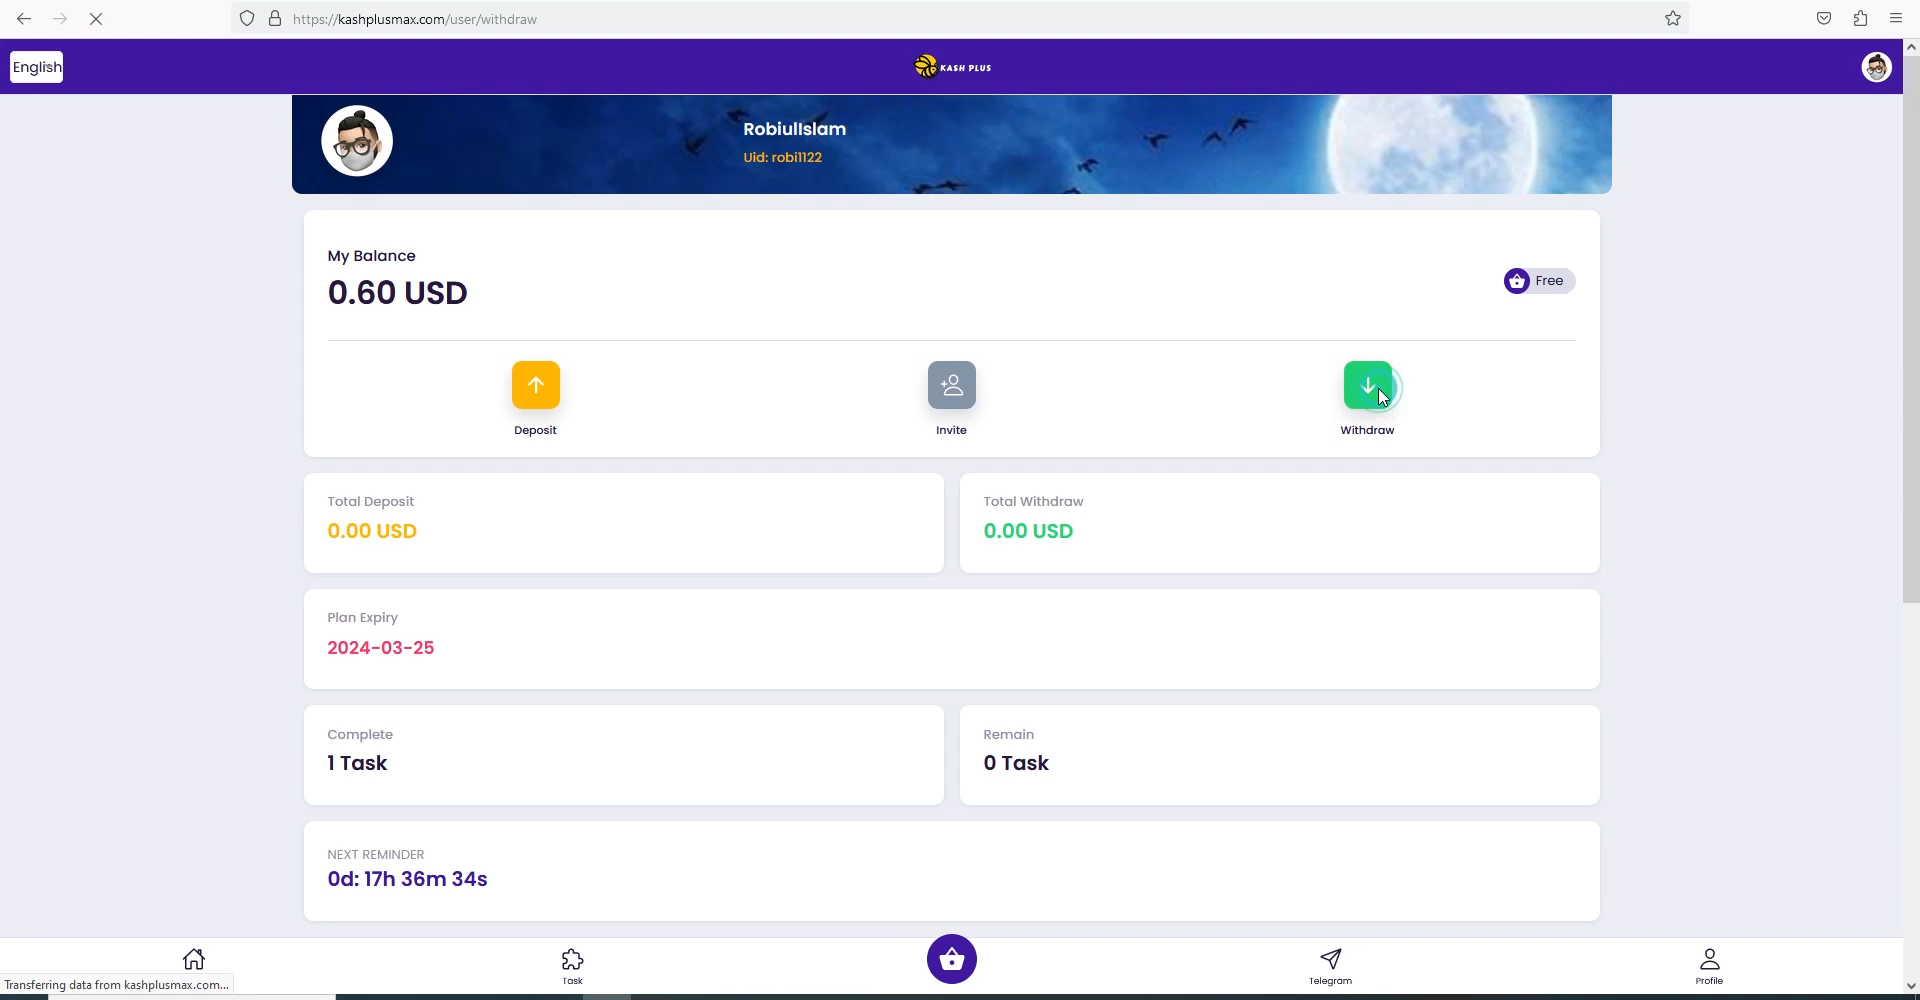 https://kashplusmax.com/user/withdraw
English
KASH PLUS
RobiulIslam
Uid: robi1122
My Balance
0.60 USD
Free
Deposit
Invite
Withdraw
Total Deposit
0.00 USD
Total Withdraw
0.00 USD
Plan Expiry
2024-03-25
Complete
1 Task
Remain
0 Task
NEXT REMINDER
0d: 17h 36m 34s
Task
Telegram
Profile
Transferring data from kashplusmax.com...